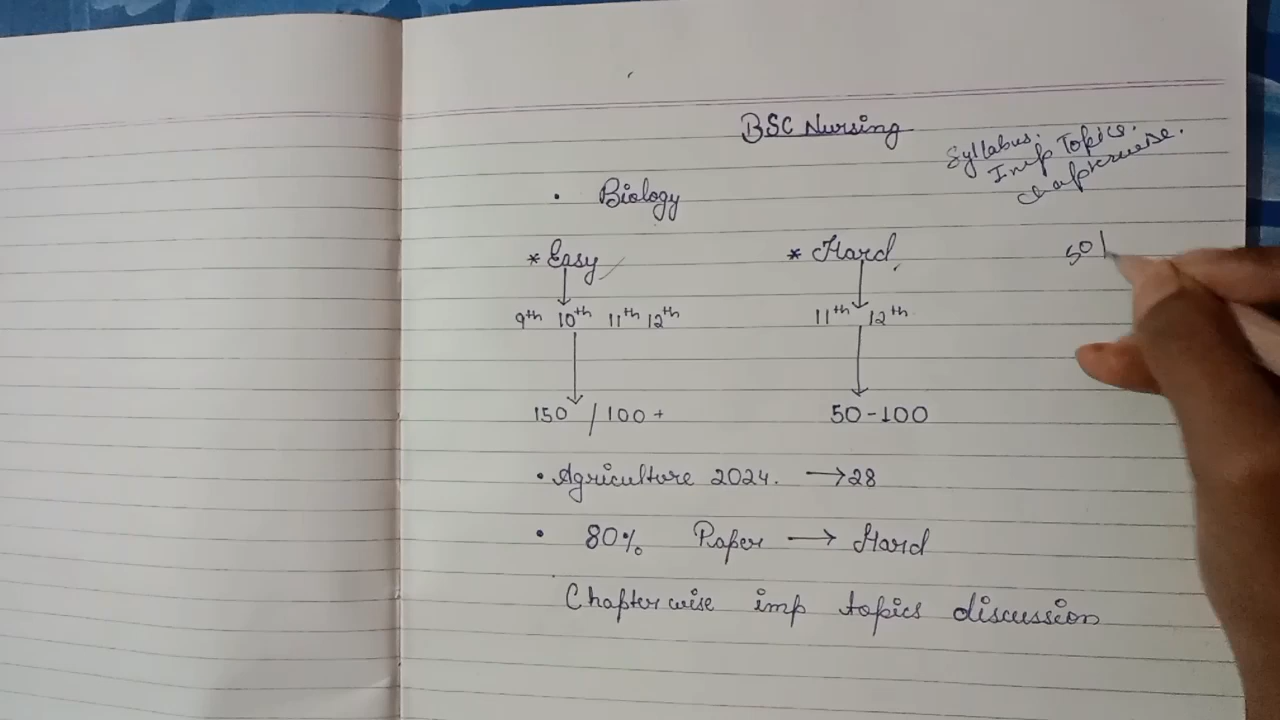 BSC Nursing
Syllabus.
Imp Topics.
Chapterwise.
• Biology
* Easy
* Hard
9th 10th 11th 12th
11th 12th
150 / 100 +
50 - 100
• Agriculture 2024. → 28
• 80% Paper → Hard
Chapterwise imp topics discussion
50